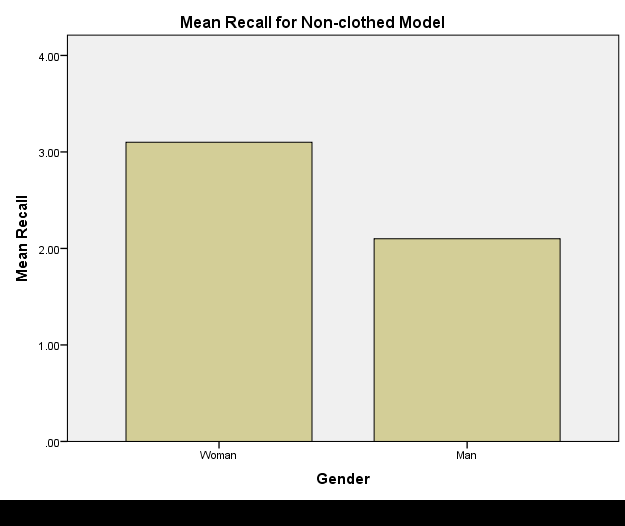 Mean Recall for Non-clothed Model
Mean Recall
4.00
3.00
2.00
1.00
.00
Woman
Man
Gender